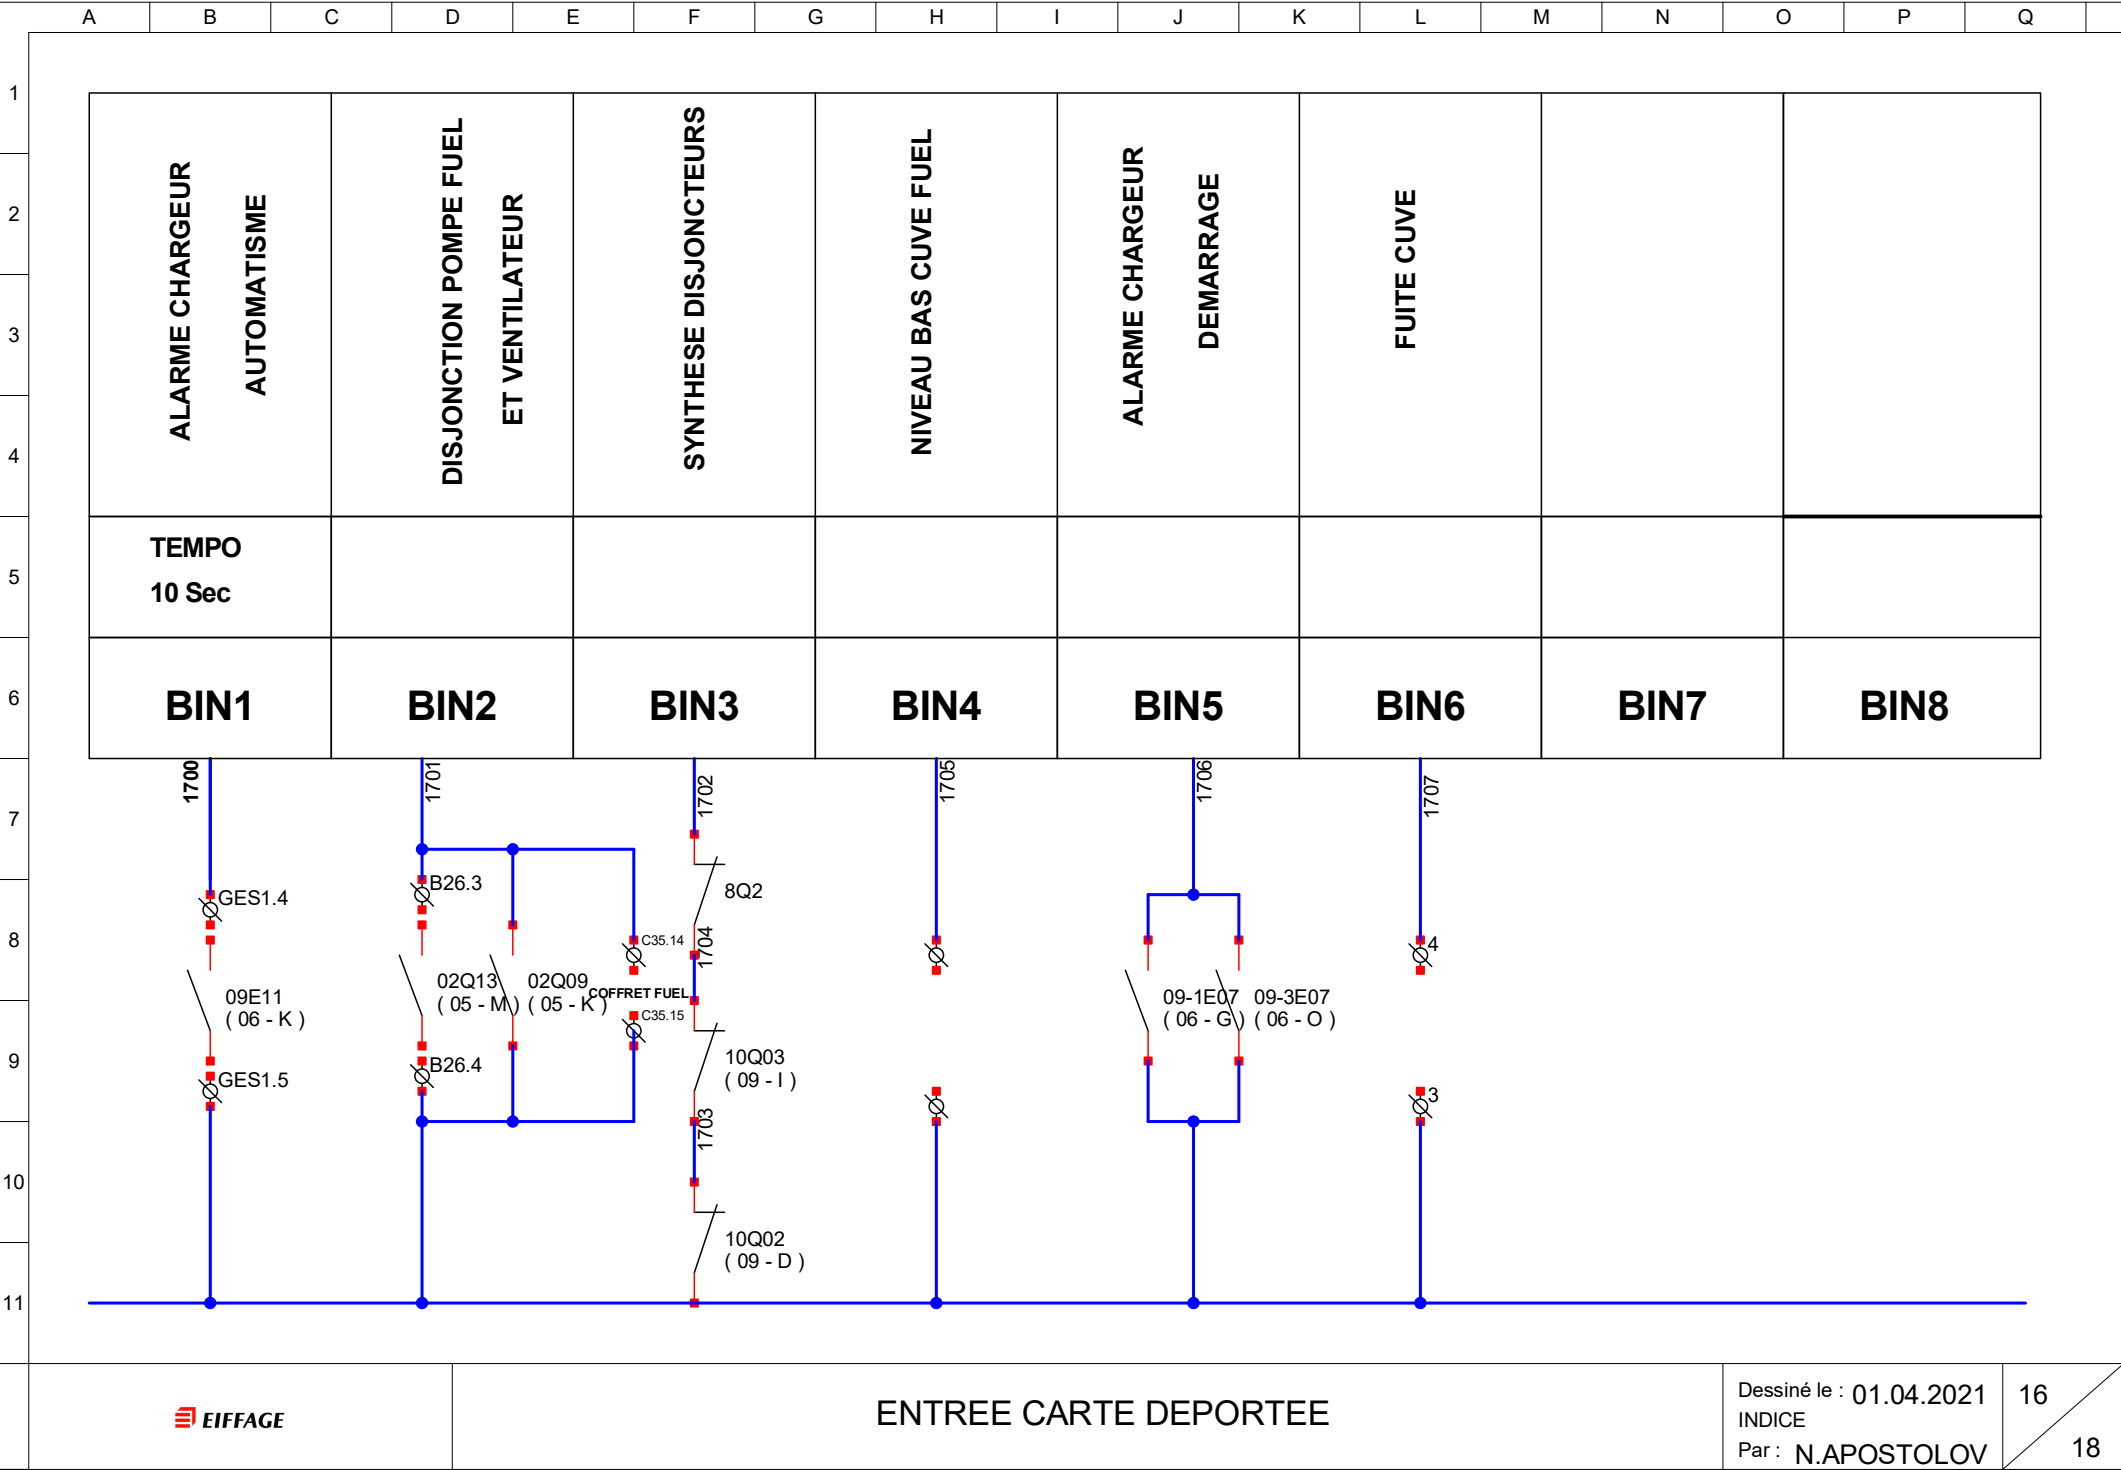 A B C D E F G H I J K L M N O P Q
1
2
3
4
5
6
7
8
9
10
11
ALARME CHARGEUR
AUTOMATISME
DISJONCTION POMPE FUEL
ET VENTILATEUR
SYNTHESE DISJONCTEURS
NIVEAU BAS CUVE FUEL
ALARME CHARGEUR
DEMARRAGE
FUITE CUVE
TEMPO
10 Sec
BIN1 BIN2 BIN3 BIN4 BIN5 BIN6 BIN7 BIN8
1700
1701
1702
1705
1706
1707
GES1.4
09E11
( 06 - K )
GES1.5
B26.3
02Q13
( 05 - M )
B26.4
02Q09
( 05 - K )
C35.14
COFFRET FUEL
C35.15
8Q2
1704
10Q03
( 09 - I )
1703
10Q02
( 09 - D )
09-1E07
( 06 - G )
09-3E07
( 06 - O )
4
3
EIFFAGE
ENTREE CARTE DEPORTEE
Dessiné le : 01.04.2021
INDICE
Par : N.APOSTOLOV
16
18